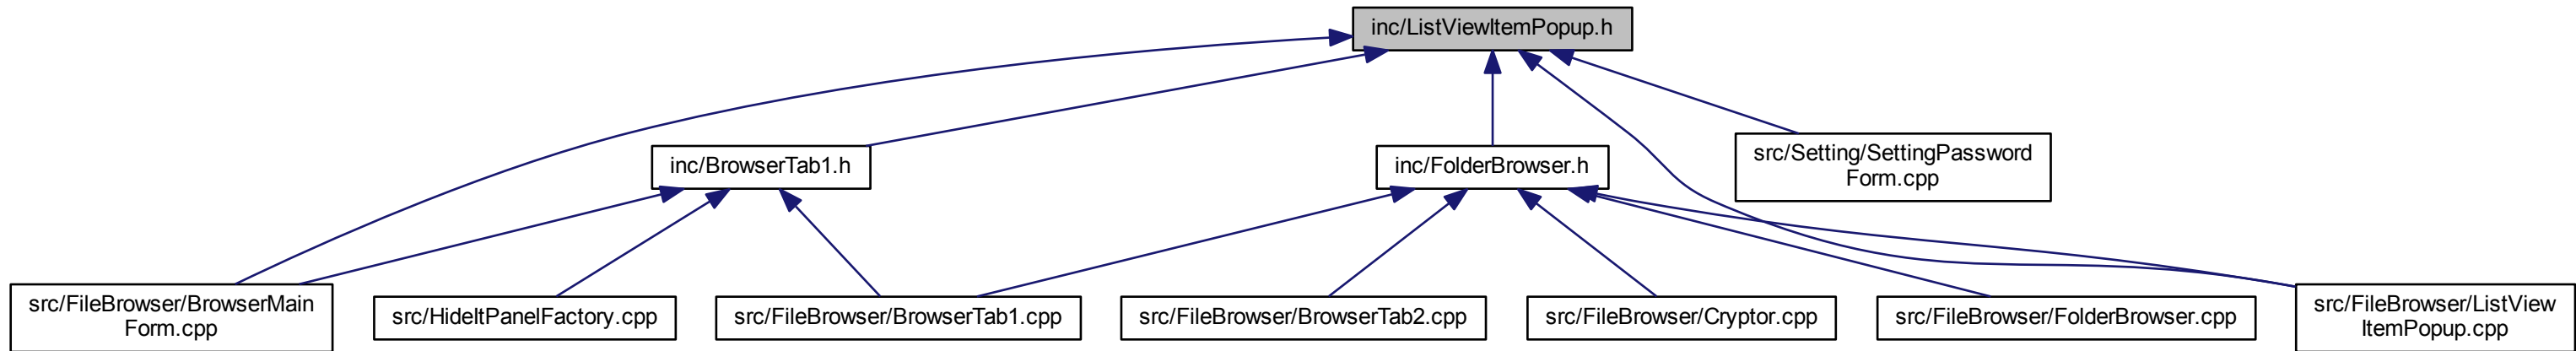 inc/ListViewItemPopup.h
src/Setting/SettingPassword
Form.cpp
inc/BrowserTab1.h
inc/FolderBrowser.h
src/FileBrowser/BrowserMain
Form.cpp
src/HideItPanelFactory.cpp
src/FileBrowser/BrowserTab1.cpp
src/FileBrowser/BrowserTab2.cpp
src/FileBrowser/Cryptor.cpp
src/FileBrowser/FolderBrowser.cpp
src/FileBrowser/ListView
ItemPopup.cpp